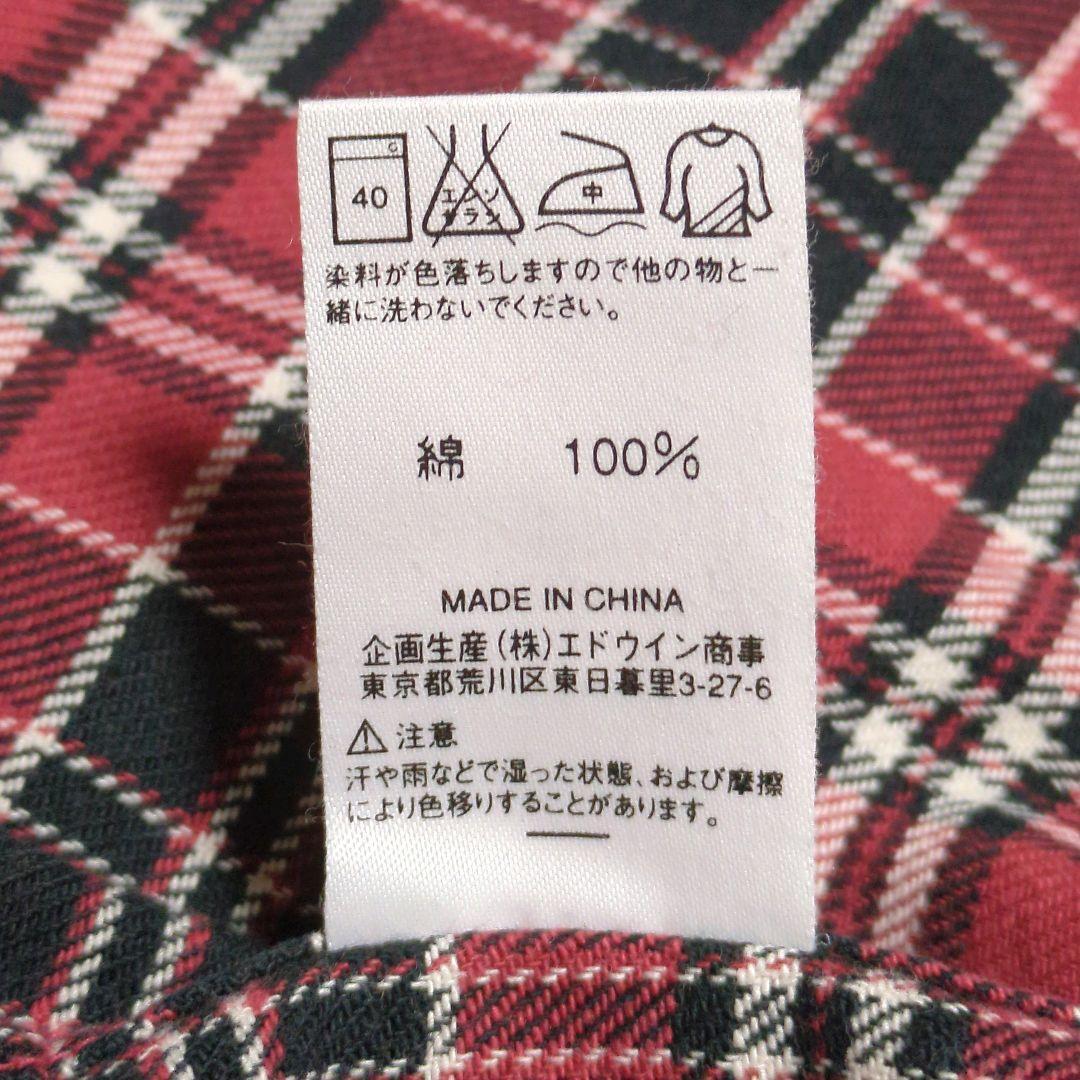 40
エンソ
サラシ
中
染料が色落ちしますので他の物と一
緒に洗わないでください。
綿 100%
MADE IN CHINA
企画生産(株)エドウイン商事
東京都荒川区東日暮里3-27-6
注意
汗や雨などで湿った状態、および摩擦
により色移りすることがあります。